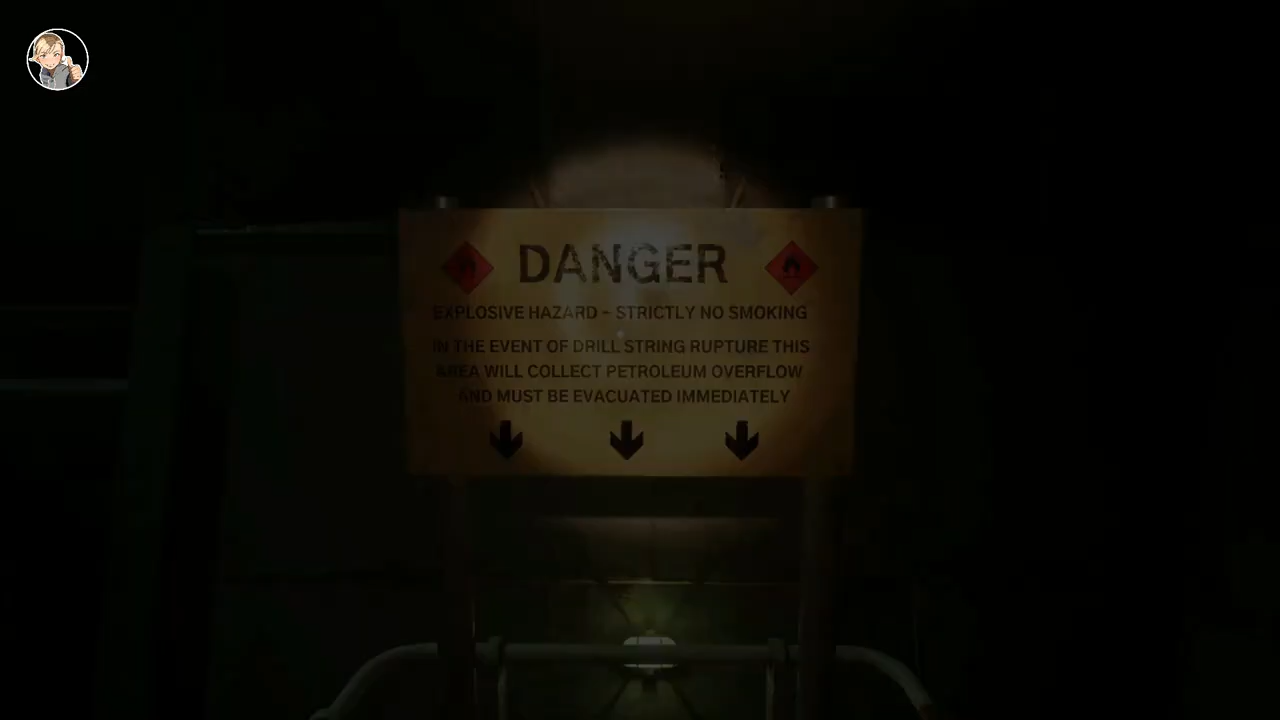 DANGER
EXPLOSIVE HAZARD - STRICTLY NO SMOKING
IN THE EVENT OF DRILL STRING RUPTURE THIS
AREA WILL COLLECT PETROLEUM OVERFLOW
AND MUST BE EVACUATED IMMEDIATELY